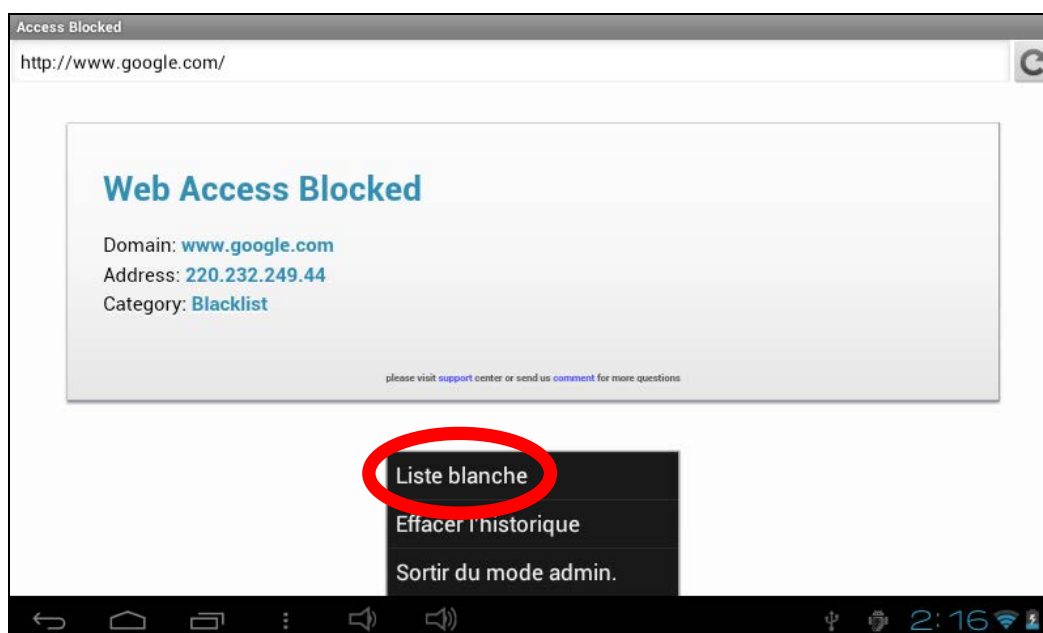 Access Blocked
http://www.google.com/
Web Access Blocked
Domain: www.google.com
Address: 220.232.249.44
Category: Blacklist
please visit support center or send us comment for more questions
Liste blanche
Effacer l'historique
Sortir du mode admin.
2:16